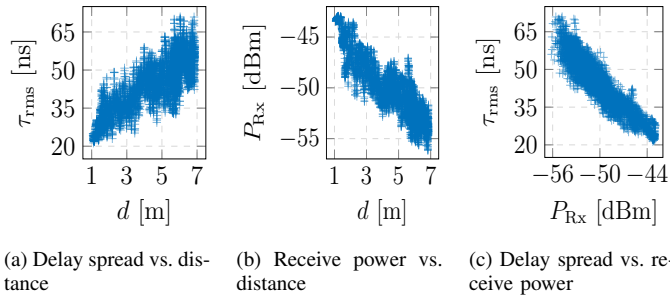 65
50
35
20
τrms [ns]
1 3 5 7
d [m]
(a) Delay spread vs. dis-
tance
−45
−50
−55
PRx [dBm]
1 3 5 7
d [m]
(b) Receive power vs.
distance
65
50
35
20
τrms [ns]
−56 −50 −44
PRx [dBm]
(c) Delay spread vs. re-
ceive power